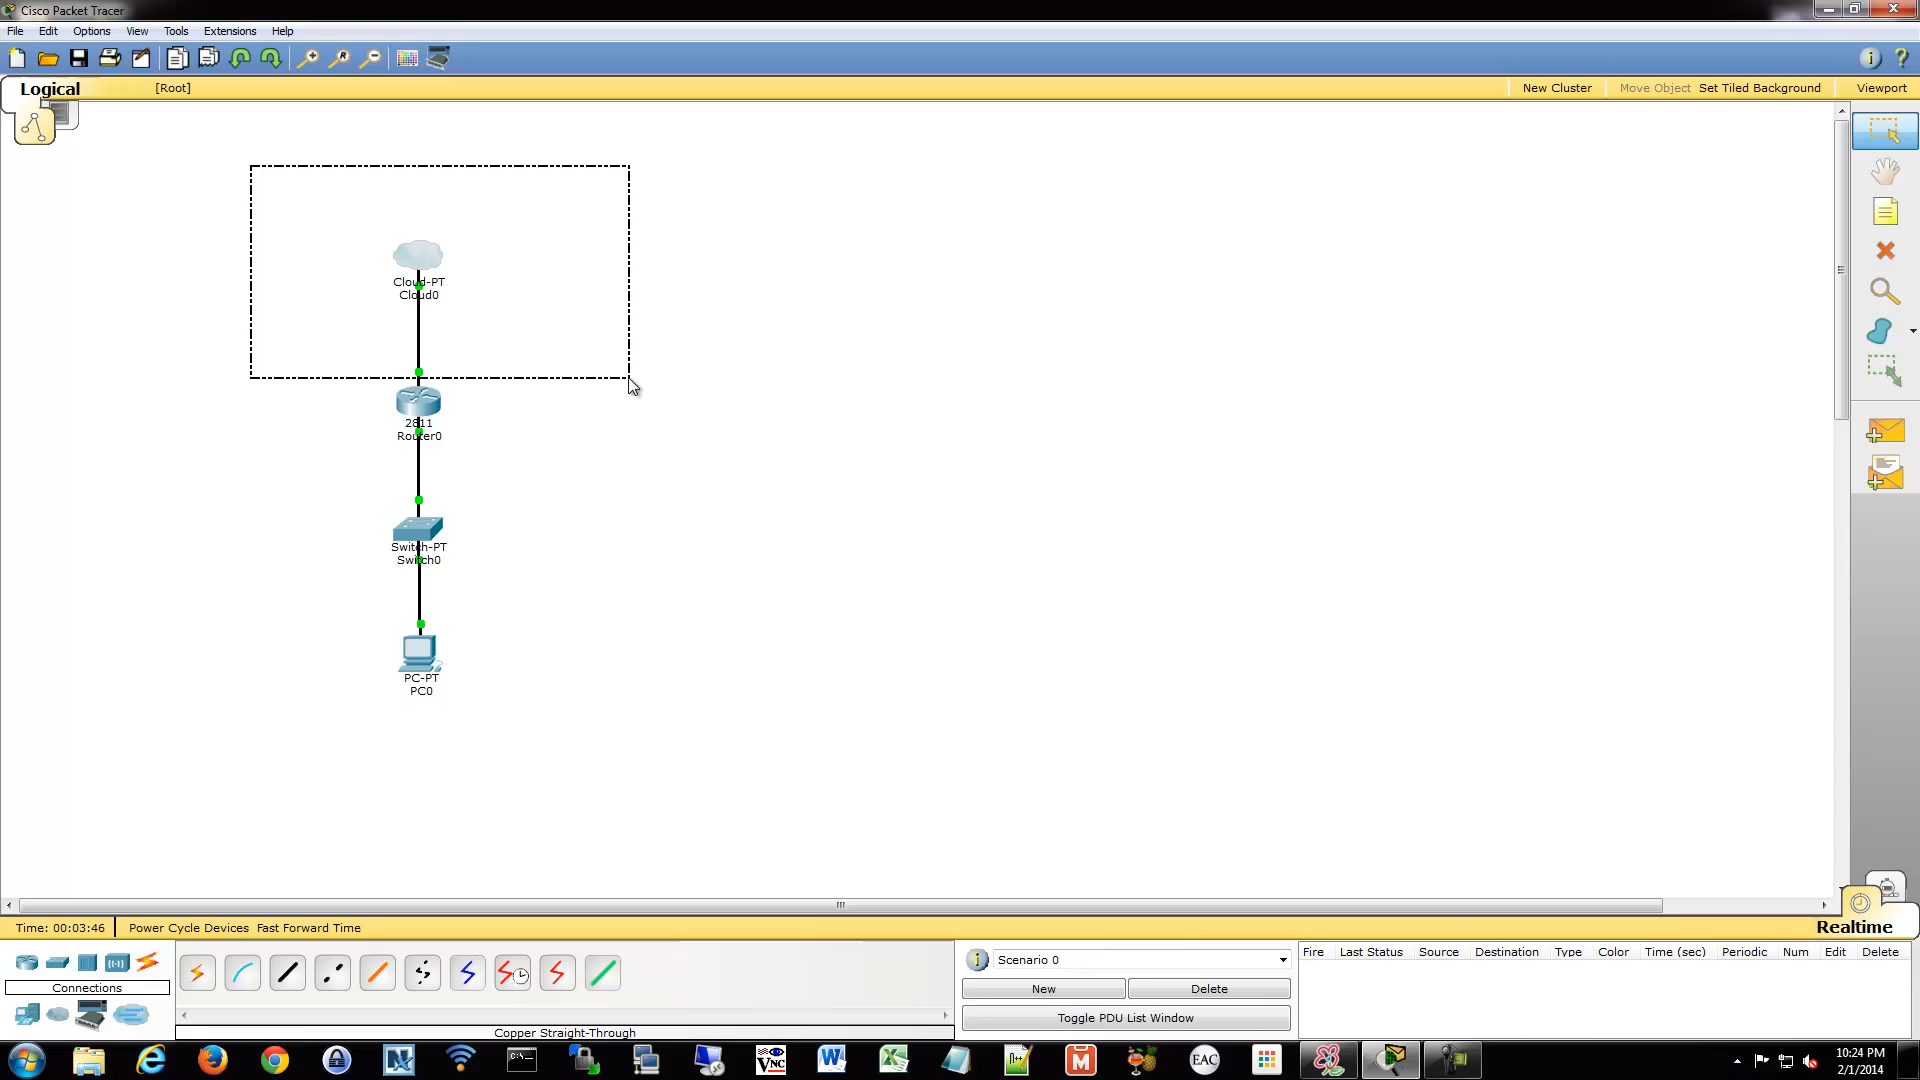 Cisco Packet Tracer
File Edit Options View Tools Extensions Help
Logical [Root] New Cluster Move Object Set Tiled Background Viewport
Cloud-PT
Cloud0
2811
Router0
Switch-PT
Switch0
PC-PT
PC0
Time: 00:03:46 Power Cycle Devices Fast Forward Time Realtime
Connections
Copper Straight-Through
Scenario 0
New Delete
Toggle PDU List Window
Fire Last Status Source Destination Type Color Time (sec) Periodic Num Edit Delete
EAC
10:24 PM
2/1/2014